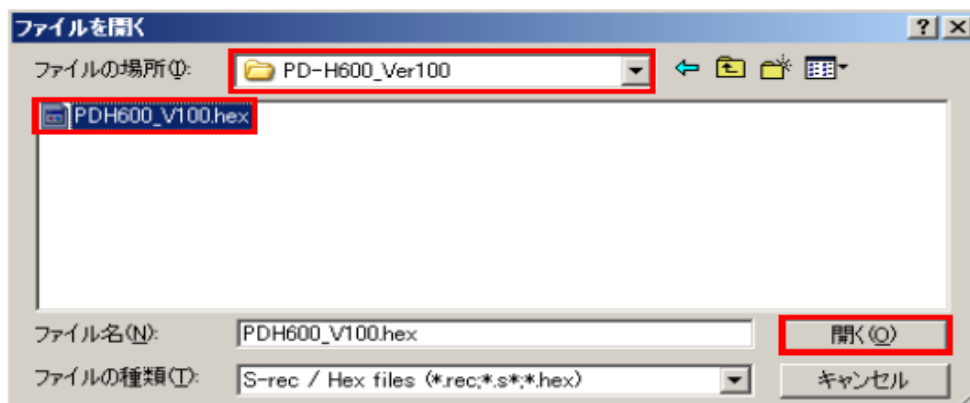 ファイルを開く
ファイルの場所(I): PD-H600_Ver100
PDH600_V100.hex
ファイル名(N): PDH600_V100.hex 開く(O)
ファイルの種類(T): S-rec / Hex files (*.rec;*.s*;*.hex) キャンセル